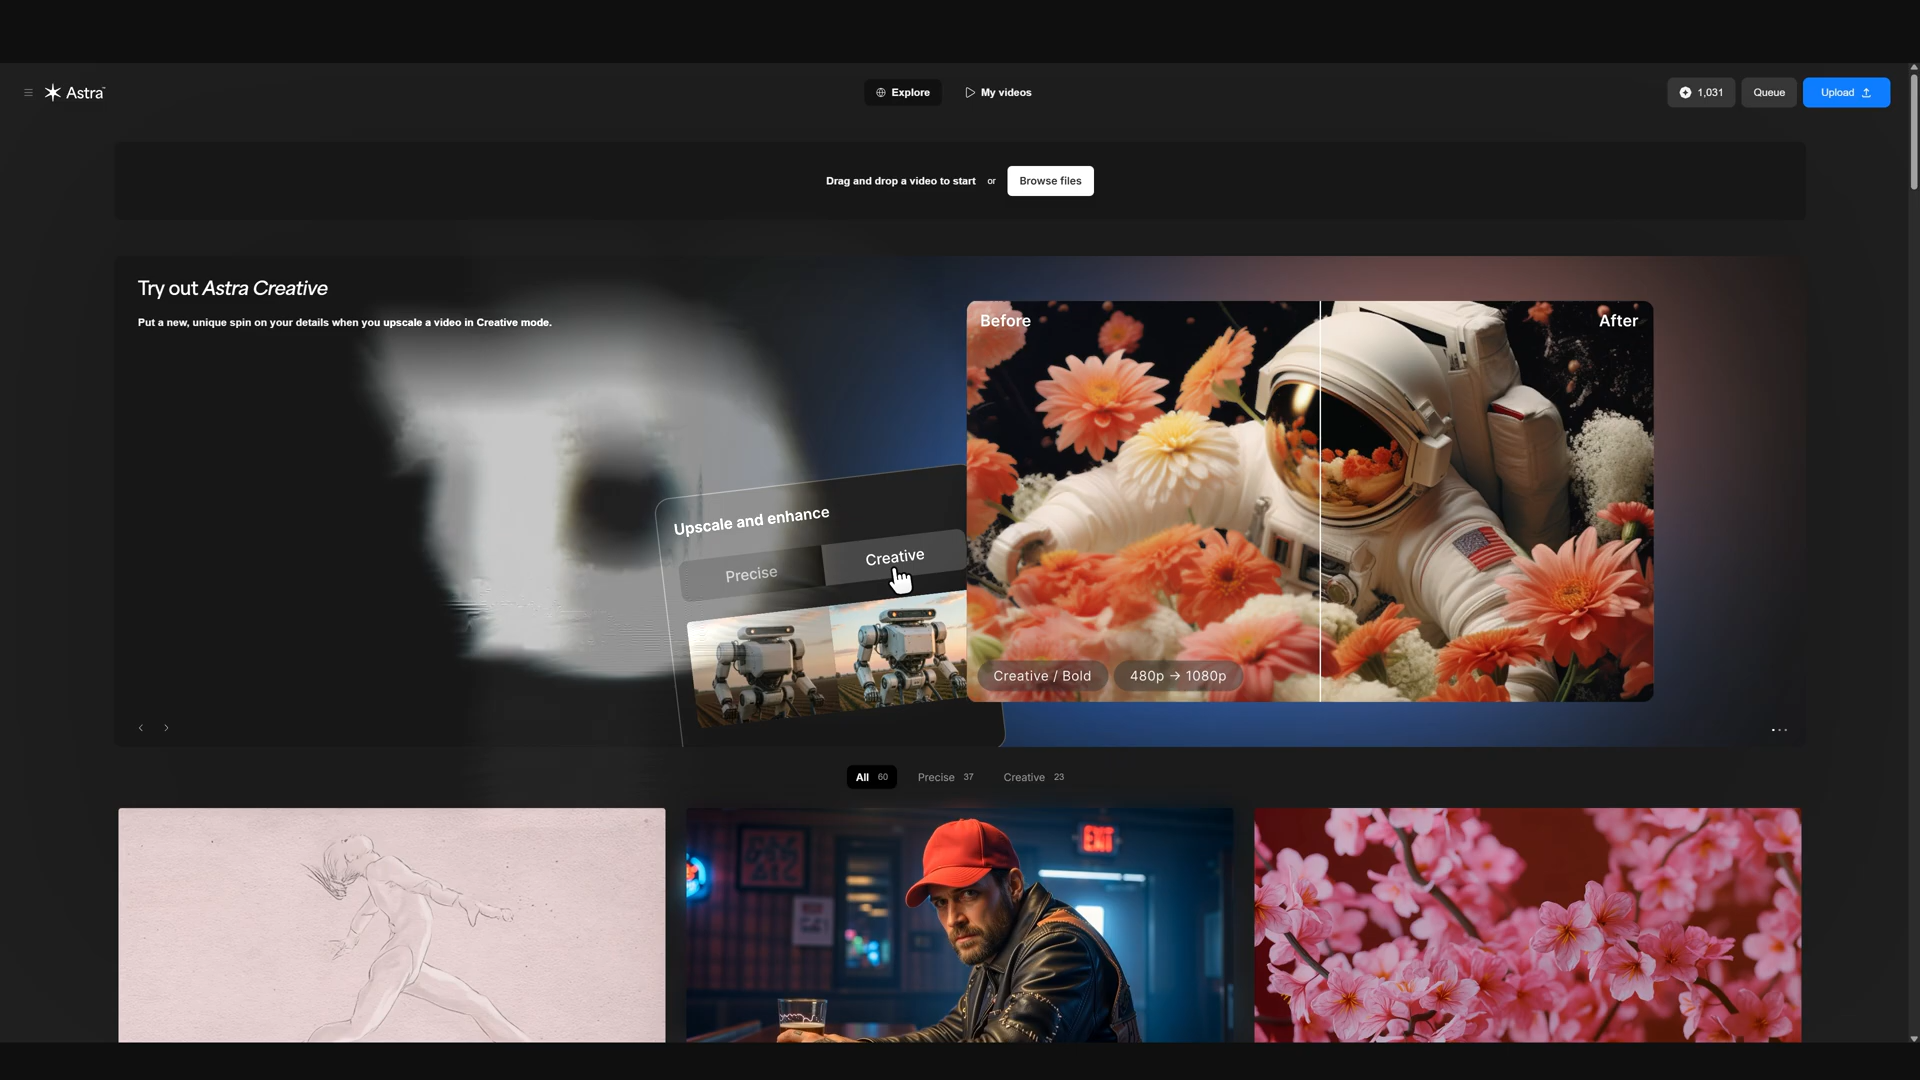 Astra
Explore
My videos
1,031
Queue
Upload
Drag and drop a video to start or Browse files
Try out Astra Creative
Put a new, unique spin on your details when you upscale a video in Creative mode.
Before
After
Upscale and enhance
Precise
Creative
Creative / Bold
480p → 1080p
All 60
Precise 37
Creative 23
EXIT